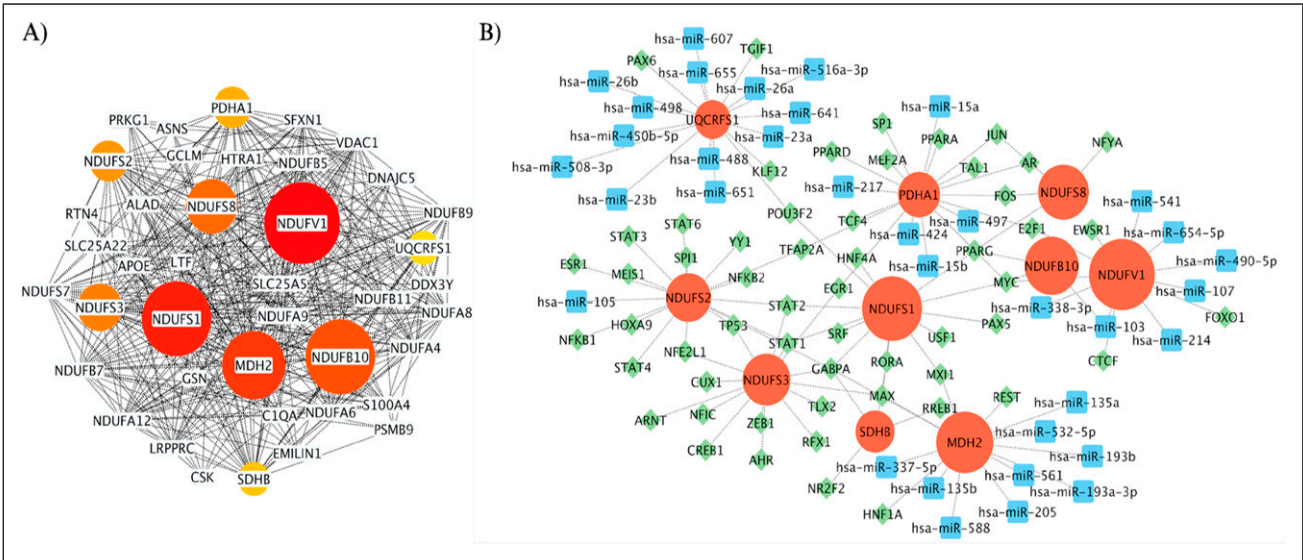 A)
PDHA1
PRKG1
ASNS
SFXN1
NDUFS2
GCLM
HTRA1
NDUFB5
VDAC1
DNAJC5
RTN4
ALAD
NDUFS8
NDUFV1
NDUFB9
SLC25A22
UQCRFS1
APOE
LTF
NDUFS7
SLC25A5
DDX3Y
NDUFS3
NDUFS1
NDUFB11
NDUFA9
NDUFA8
NDUFB7
MDH2
NDUFB10
NDUFA4
GSN
NDUFA12
C1QA
NDUFA6
S100A4
PSMB9
LRPPRC
EMILIN1
CSK
SDHB
B)
hsa-miR-607
PAX6
TGIF1
hsa-miR-655
hsa-miR-516a-3p
hsa-miR-26b
hsa-miR-26a
hsa-miR-498
hsa-miR-641
UQCRFS1
hsa-miR-450b-5p
hsa-miR-23a
hsa-miR-508-3p
hsa-miR-488
KLF12
hsa-miR-23b
hsa-miR-651
hsa-miR-15a
SP1
PPARA
JUN
NFYA
PPARD
MEF2A
TAL1
AR
hsa-miR-217
PDHA1
FOS
NDUFS8
POU3F2
TCF4
hsa-miR-497
hsa-miR-541
hsa-miR-424
E2F1
EWSR1
hsa-miR-654-5p
STAT6
STAT3
YY1
TFAP2A
HNF4A
PPARG
NDUFB10
hsa-miR-490-5p
SPI1
ESR1
MEIS1
NFKB2
hsa-miR-15b
NDUFV1
EGR1
MYC
hsa-miR-107
hsa-miR-105
NDUFS2
STAT2
NDUFS1
hsa-miR-338-3p
FOXO1
HOXA9
TP53
SRF
PAX5
hsa-miR-103
NFKB1
USF1
hsa-miR-214
STAT4
NFE2L1
STAT1
RORA
CTCF
GABPA
MXI1
CUX1
NDUFS3
MAX
REST
TLX2
RREB1
hsa-miR-135a
ARNT
NFIC
ZEB1
SDHB
hsa-miR-532-5p
CREB1
RFX1
MDH2
hsa-miR-193b
AHR
hsa-miR-337-5p
hsa-miR-561
hsa-miR-193a-3p
NR2F2
hsa-miR-135b
HNF1A
hsa-miR-205
hsa-miR-588